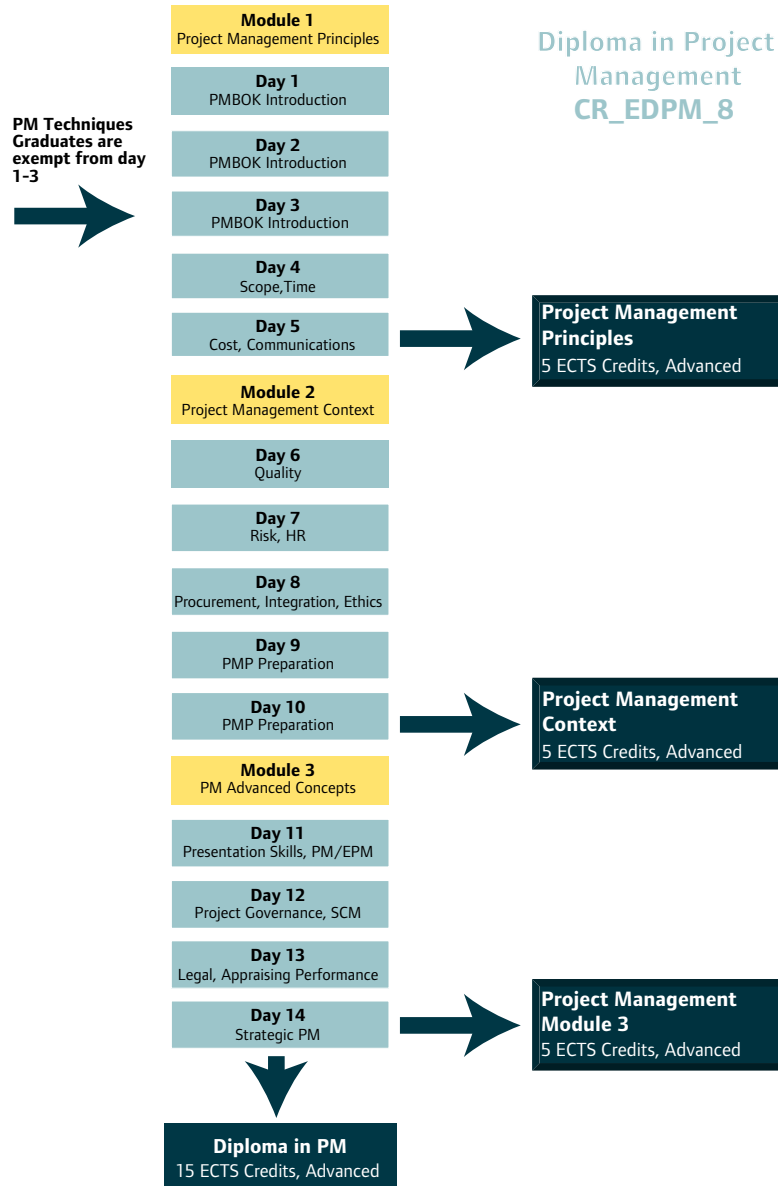 Module 1
Project Management Principles
Diploma in Project
Management
CR_EDPM_8
Day 1
PMBOK Introduction
PM Techniques
Graduates are
exempt from day
1-3
Day 2
PMBOK Introduction
Day 3
PMBOK Introduction
Day 4
Scope,Time
Day 5
Cost, Communications
Project Management
Principles
5 ECTS Credits, Advanced
Module 2
Project Management Context
Day 6
Quality
Day 7
Risk, HR
Day 8
Procurement, Integration, Ethics
Day 9
PMP Preparation
Day 10
PMP Preparation
Project Management
Context
5 ECTS Credits, Advanced
Module 3
PM Advanced Concepts
Day 11
Presentation Skills, PM/EPM
Day 12
Project Governance, SCM
Day 13
Legal, Appraising Performance
Day 14
Strategic PM
Project Management
Module 3
5 ECTS Credits, Advanced
Diploma in PM
15 ECTS Credits, Advanced